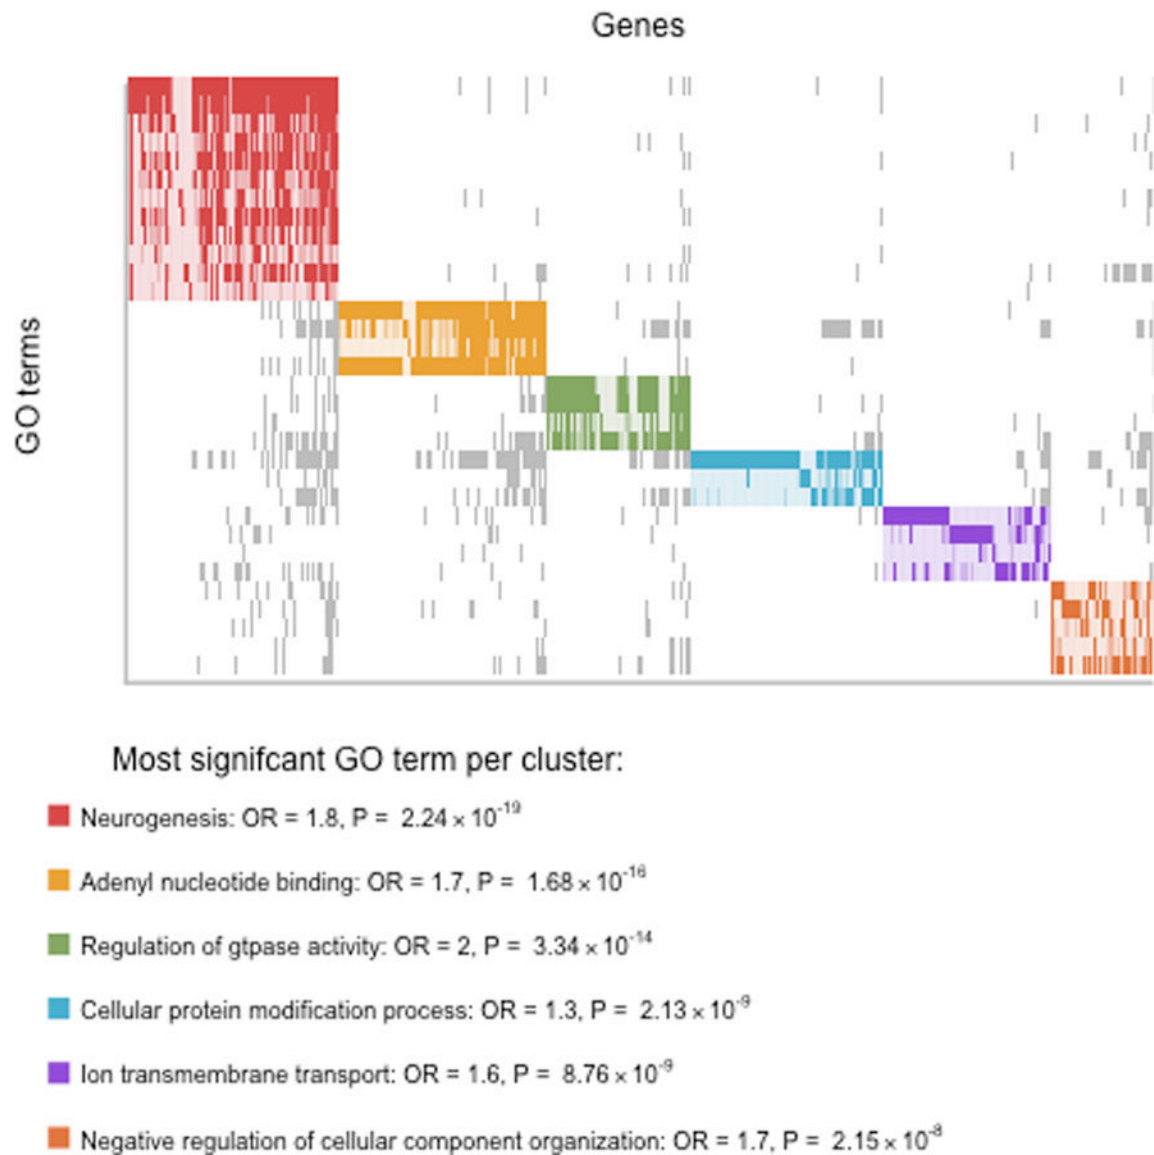 Genes
GO terms
Most signifcant GO term per cluster:
Neurogenesis: OR = 1.8, P = 2.24 × 10⁻¹⁹
Adenyl nucleotide binding: OR = 1.7, P = 1.68 × 10⁻¹⁶
Regulation of gtpase activity: OR = 2, P = 3.34 × 10⁻¹⁴
Cellular protein modification process: OR = 1.3, P = 2.13 × 10⁻⁹
Ion transmembrane transport: OR = 1.6, P = 8.76 × 10⁻⁹
Negative regulation of cellular component organization: OR = 1.7, P = 2.15 × 10⁻⁸